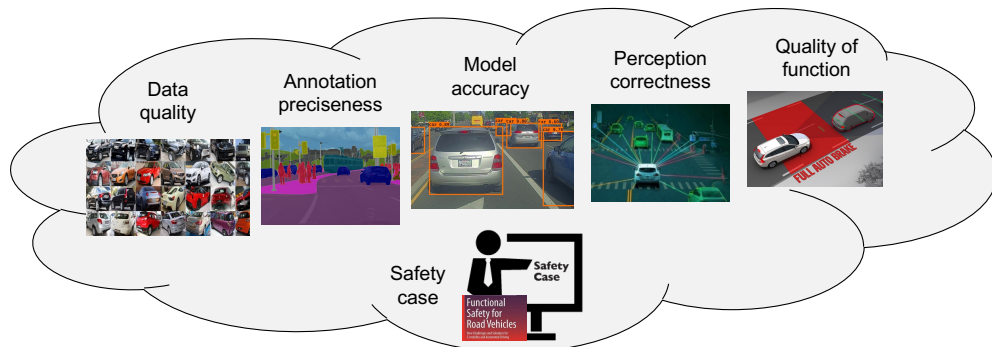 Data
quality
Annotation
preciseness
Model
accuracy
Perception
correctness
Quality of
function
FULL AUTO BRAKE
Safety
case
Safety
Case
Functional
Safety for
Road Vehicles